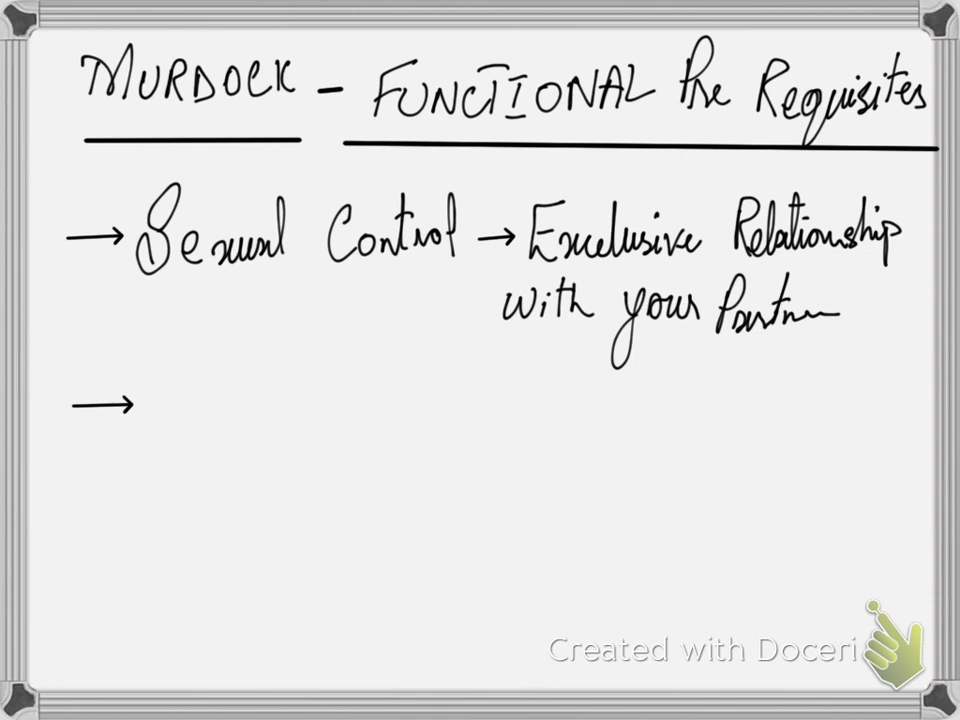 MURDOCK - FUNCTIONAL Pre Requisites
→ Sexual Control → Exclusive Relationship
with your Partner
→
Created with Doceri